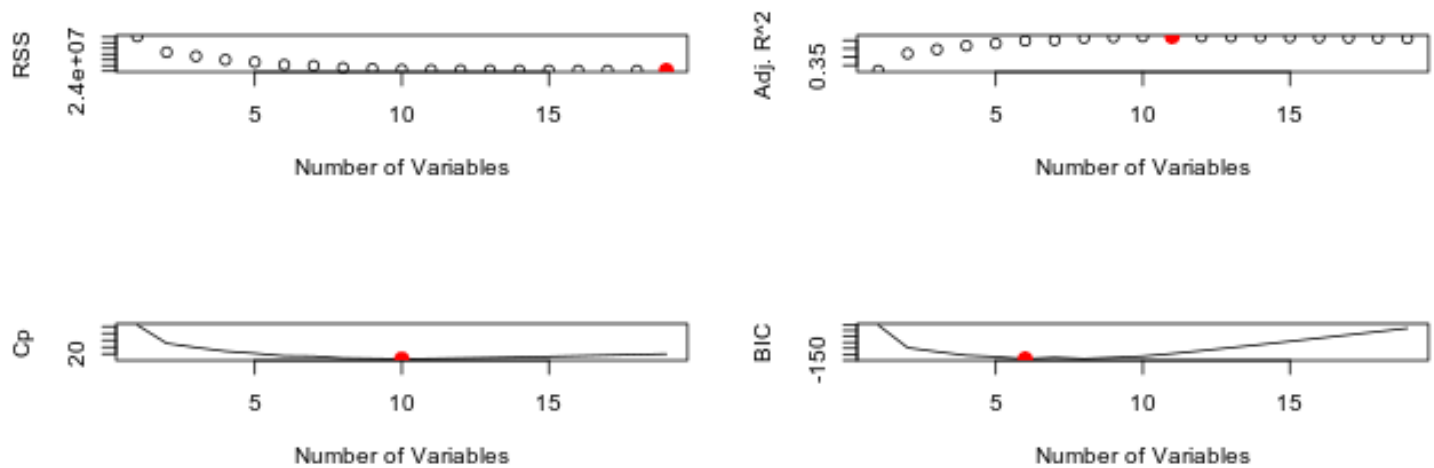 RSS
2.4e+07
5 10 15
Number of Variables
Adj. R^2
0.35
5 10 15
Number of Variables
Cp
20
5 10 15
Number of Variables
BIC
-150
5 10 15
Number of Variables